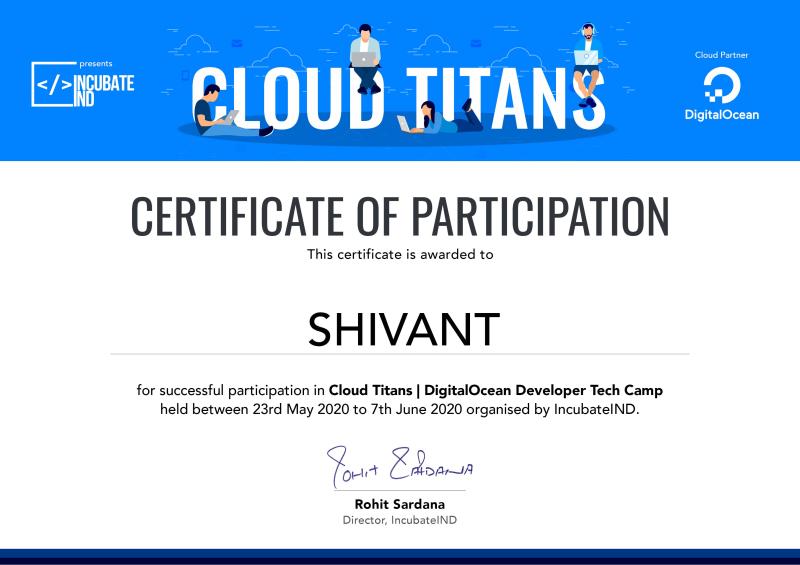 presents
</> INCUBATE
IND
CLOUD TITANS
Cloud Partner
DigitalOcean
CERTIFICATE OF PARTICIPATION
This certificate is awarded to
SHIVANT
for successful participation in Cloud Titans | DigitalOcean Developer Tech Camp
held between 23rd May 2020 to 7th June 2020 organised by IncubateIND.
Rohit Sardana
Rohit Sardana
Director, IncubateIND